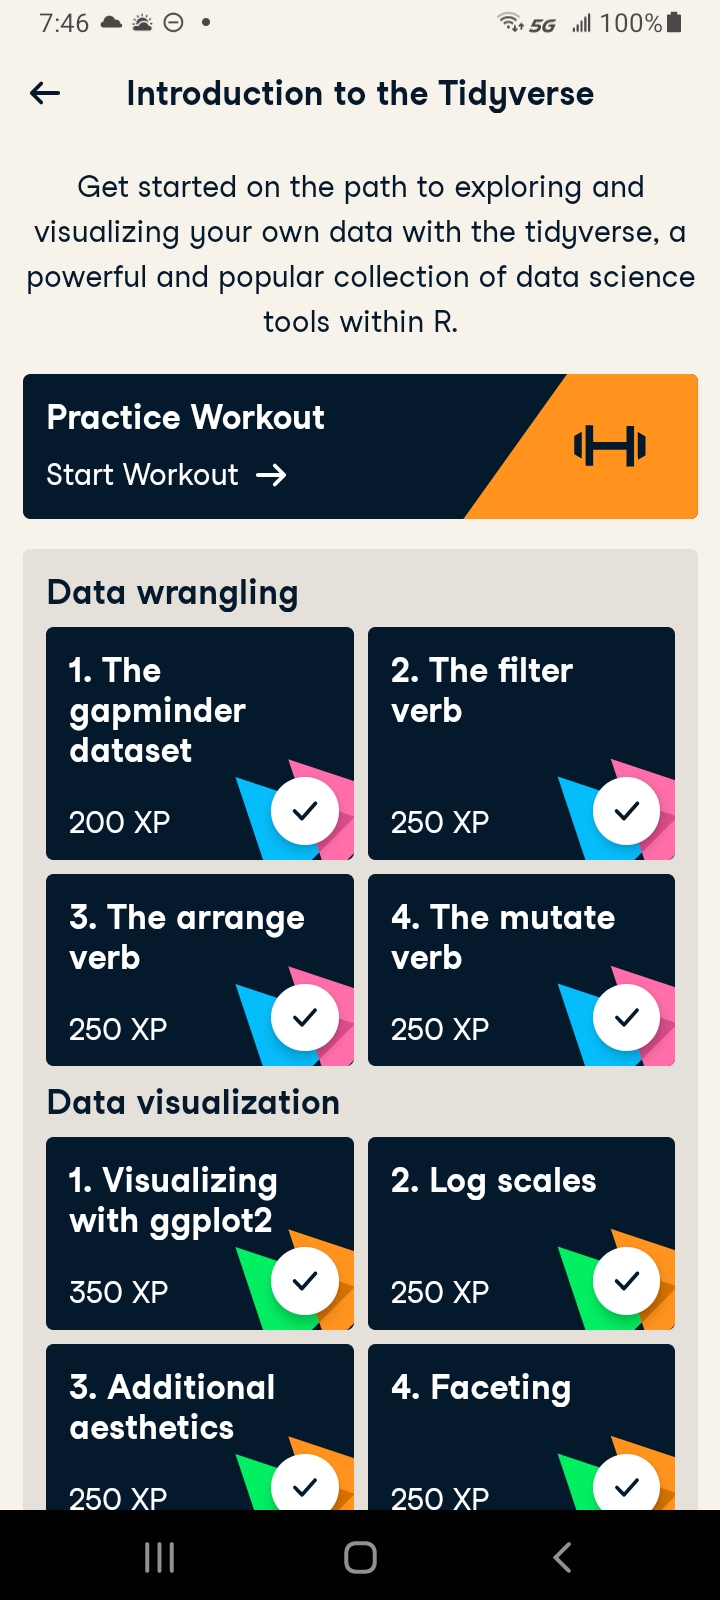 7:46
5G
100%
Introduction to the Tidyverse
Get started on the path to exploring and
visualizing your own data with the tidyverse, a
powerful and popular collection of data science
tools within R.
Practice Workout
Start Workout
Data wrangling
1. The
gapminder
dataset
200 XP
2. The filter
verb
250 XP
3. The arrange
verb
250 XP
4. The mutate
verb
250 XP
Data visualization
1. Visualizing
with ggplot2
350 XP
2. Log scales
250 XP
3. Additional
aesthetics
250 XP
4. Faceting
250 XP